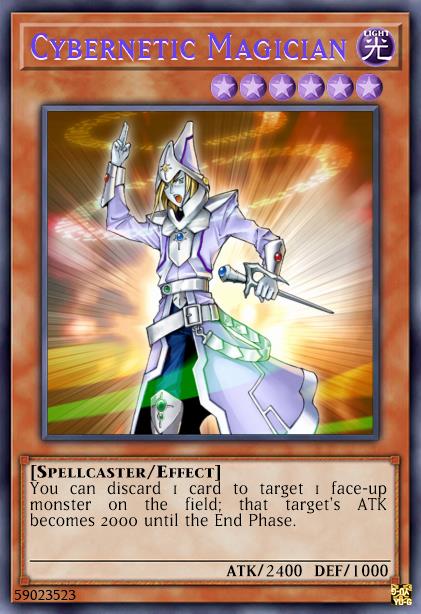 Cybernetic Magician
LIGHT
光
[Spellcaster/Effect]
You can discard 1 card to target 1 face-up
monster on the field; that target's ATK
becomes 2000 until the End Phase.
ATK/2400 DEF/1000
59023523